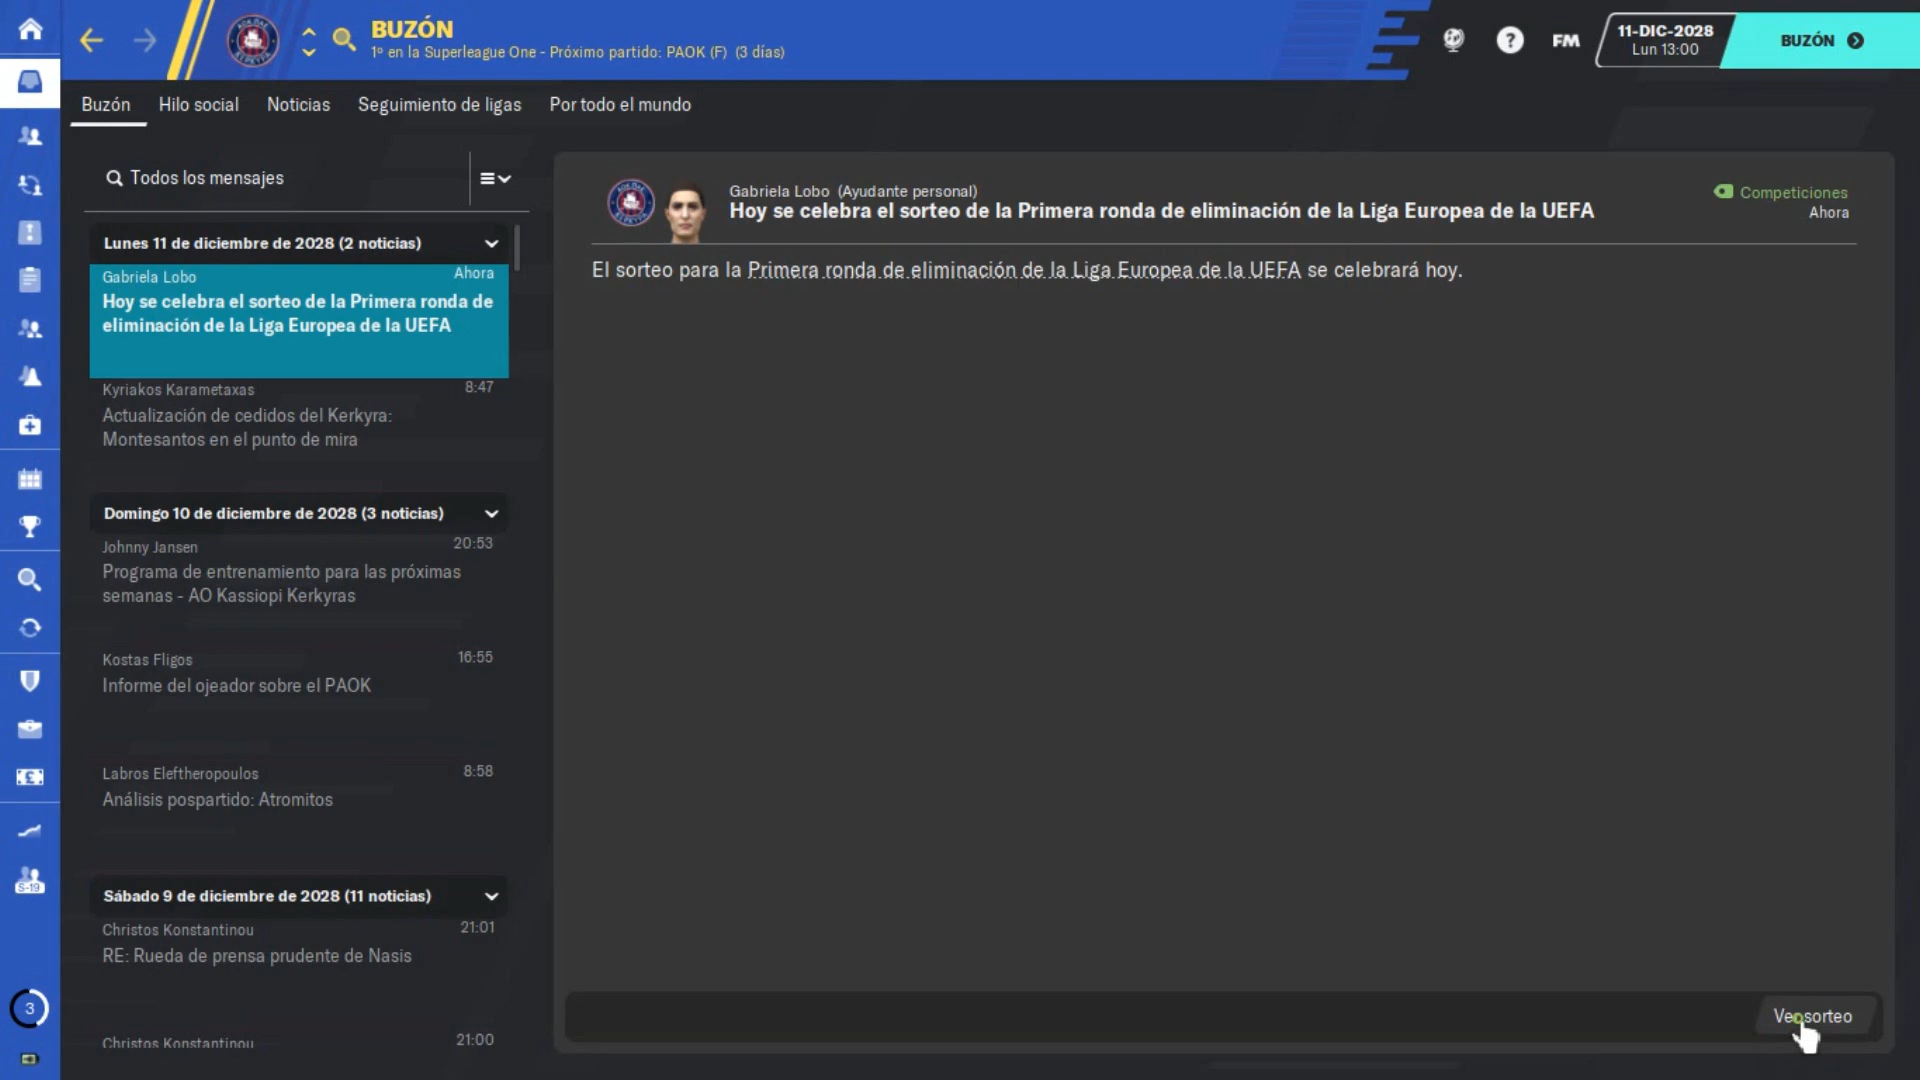 BUZÓN
1º en la Superleague One - Próximo partido: PAOK (F) (3 días)
FM
11-DIC-2028
Lun 13:00
BUZÓN
Buzón
Hilo social
Noticias
Seguimiento de ligas
Por todo el mundo
Todos los mensajes
Lunes 11 de diciembre de 2028 (2 noticias)
Gabriela Lobo
Ahora
Hoy se celebra el sorteo de la Primera ronda de
eliminación de la Liga Europea de la UEFA
Kyriakos Karametaxas
8:47
Actualización de cedidos del Kerkyra:
Montesantos en el punto de mira
Domingo 10 de diciembre de 2028 (3 noticias)
Johnny Jansen
20:53
Programa de entrenamiento para las próximas
semanas - AO Kassiopi Kerkyras
Kostas Fligos
16:55
Informe del ojeador sobre el PAOK
Labros Eleftheropoulos
8:58
Análisis pospartido: Atromitos
Sábado 9 de diciembre de 2028 (11 noticias)
Christos Konstantinou
21:01
RE: Rueda de prensa prudente de Nasis
Christos Konstantinou
21:00
Gabriela Lobo (Ayudante personal)
Hoy se celebra el sorteo de la Primera ronda de eliminación de la Liga Europea de la UEFA
Competiciones
Ahora
El sorteo para la Primera ronda de eliminación de la Liga Europea de la UEFA se celebrará hoy.
Ver sorteo
S-19
3